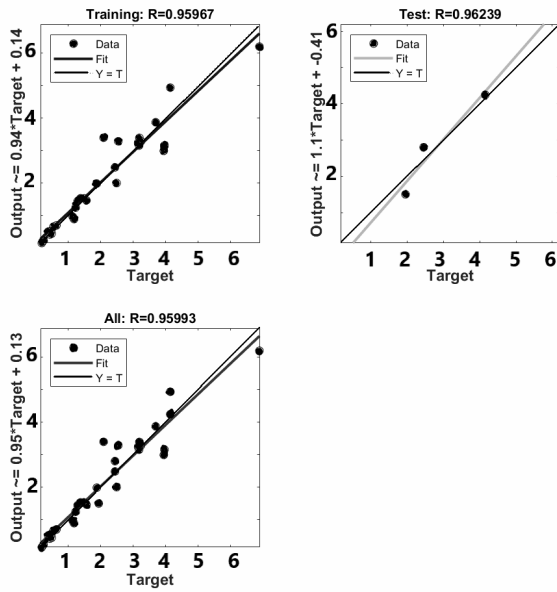 Training: R=0.95967
Output ~= 0.94*Target + 0.14
Data
Fit
Y = T
6
4
2
1 2 3 4 5 6
Target
Test: R=0.96239
Output ~= 1.1*Target + -0.41
Data
Fit
Y = T
6
4
2
1 2 3 4 5 6
Target
All: R=0.95993
Output ~= 0.95*Target + 0.13
Data
Fit
Y = T
6
4
2
1 2 3 4 5 6
Target